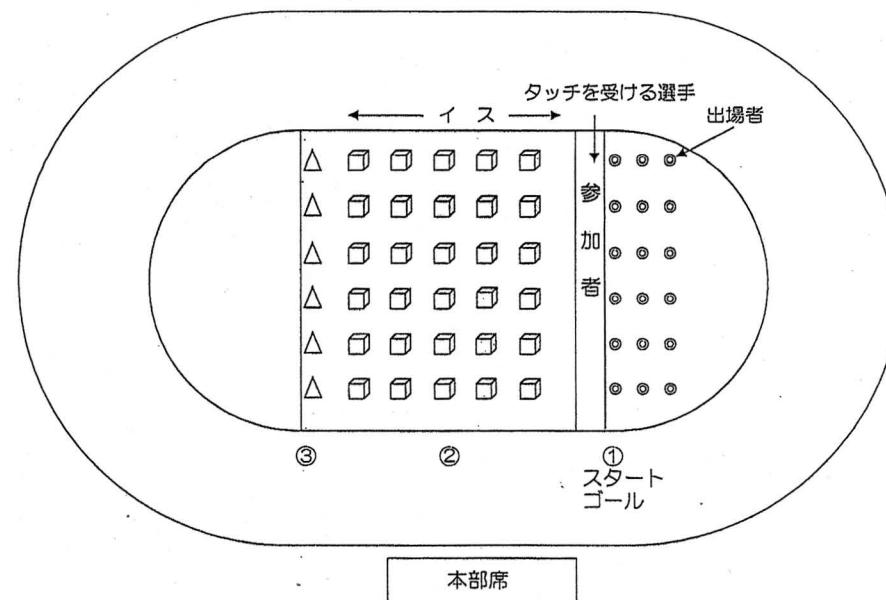 タッチを受ける選手
← イ ス →
出場者
参
加
者
③
②
①
スタート
ゴール
本部席